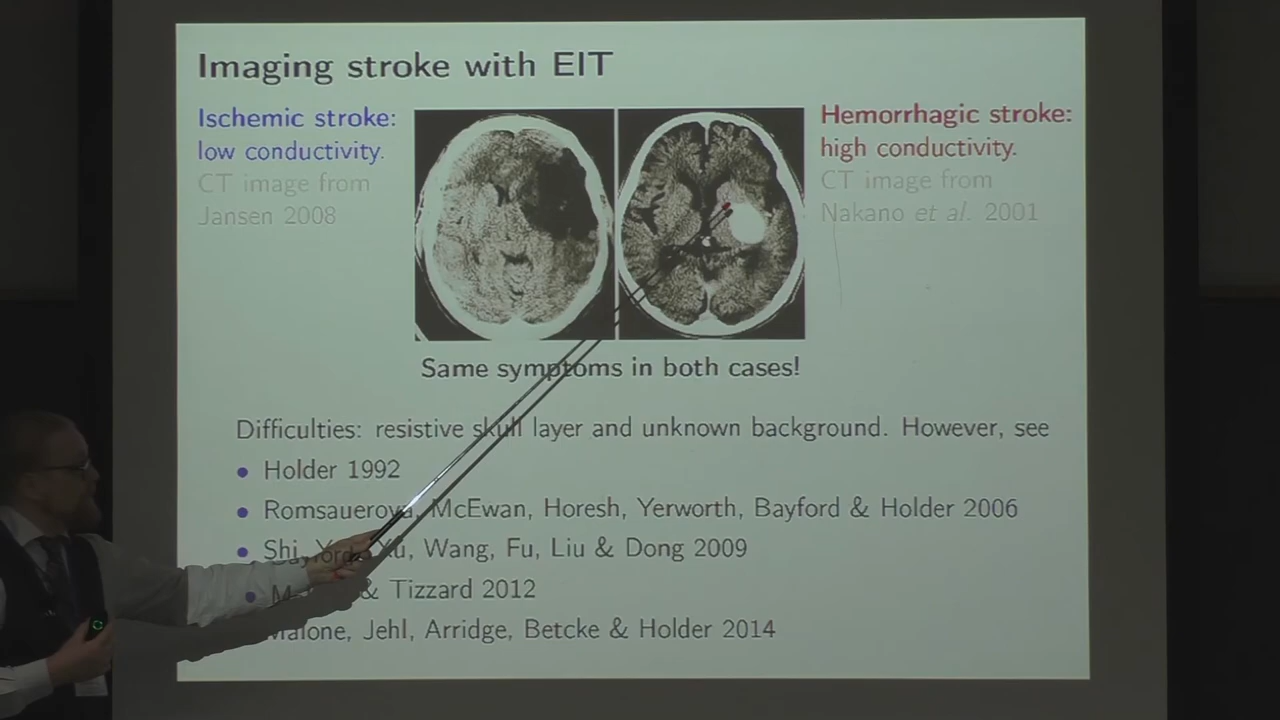 Imaging stroke with EIT
Ischemic stroke:
low conductivity.
CT image from
Jansen 2008
Hemorrhagic stroke:
high conductivity.
CT image from
Nakano et al. 2001
Same symptoms in both cases!
Difficulties: resistive skull layer and unknown background. However, see
• Holder 1992
• Romsauerova, McEwan, Horesh, Yerworth, Bayford & Holder 2006
• Shi, Xu, Wang, Fu, Liu & Dong 2009
• & Tizzard 2012
Malone, Jehl, Arridge, Betcke & Holder 2014